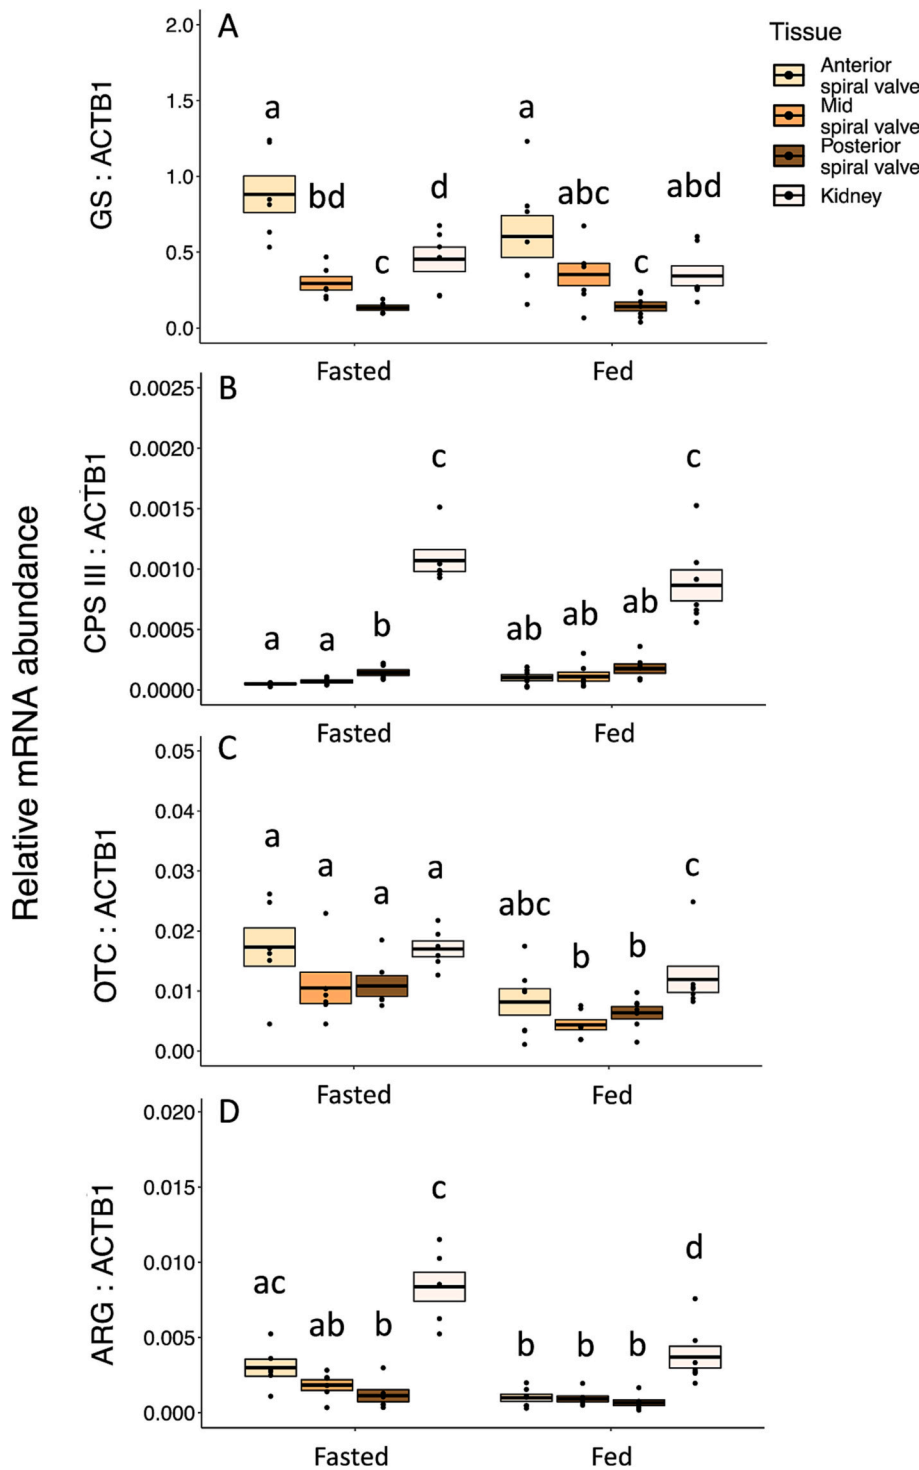 Relative mRNA abundance
A
GS : ACTB1
2.0
1.5
1.0
0.5
0.0
a
bd
c
d
a
abc
c
abd
Fasted
Fed
Tissue
Anterior
spiral valve
Mid
spiral valve
Posterior
spiral valve
Kidney
B
CPS III : ACTB1
0.0025
0.0020
0.0015
0.0010
0.0005
0.0000
a
a
b
c
ab
ab
ab
c
Fasted
Fed
C
OTC : ACTB1
0.05
0.04
0.03
0.02
0.01
0.00
a
a
a
a
abc
b
b
c
Fasted
Fed
D
ARG : ACTB1
0.020
0.015
0.010
0.005
0.000
ac
ab
b
c
b
b
b
d
Fasted
Fed